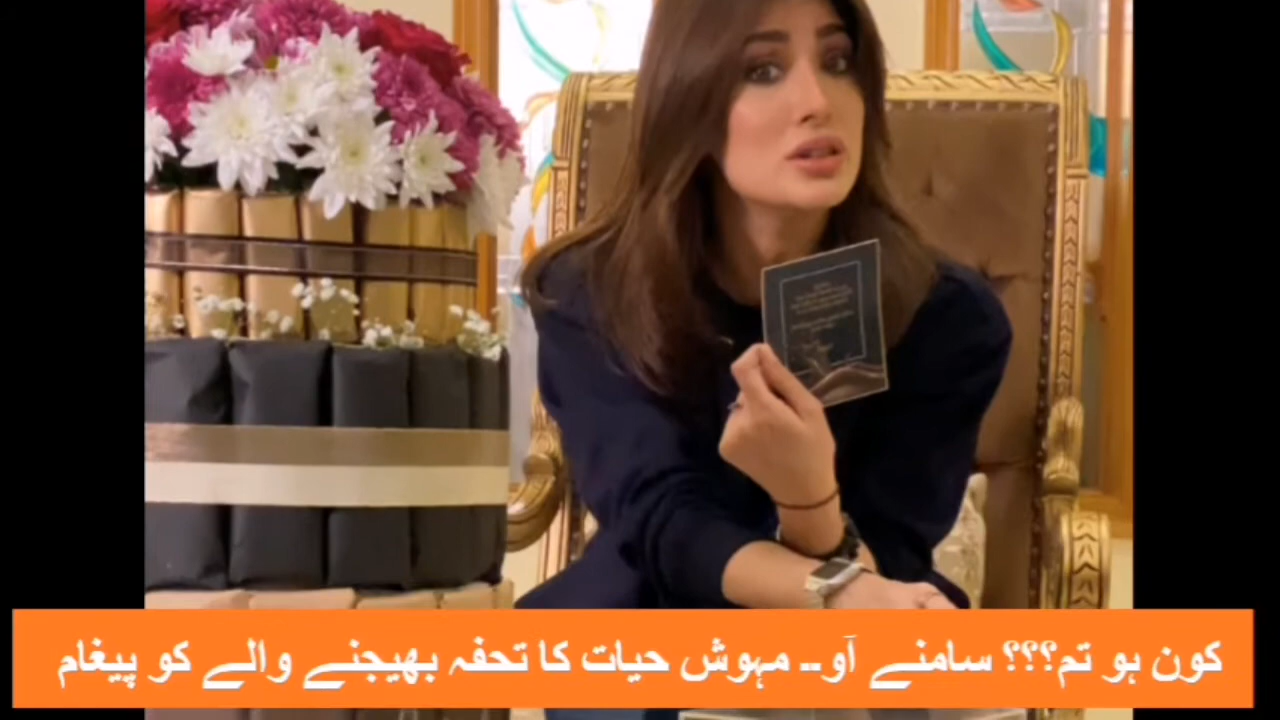 کون ہو تم؟؟؟ سامنے آو۔۔ مہوش حیات کا تحفہ بھیجنے والے کو پیغام